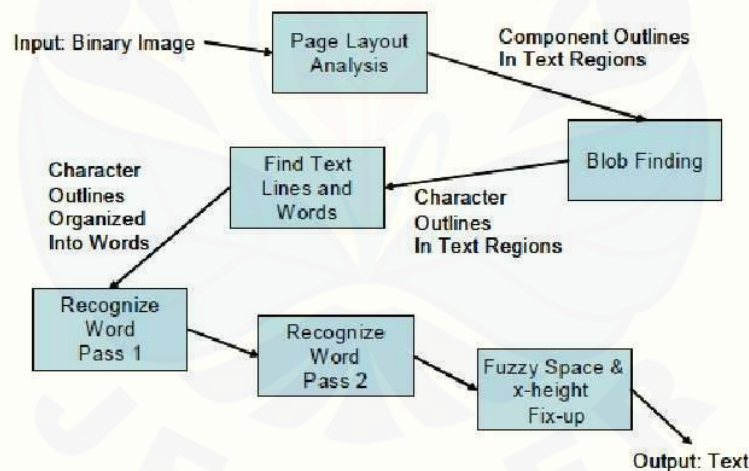 Input: Binary Image
Page Layout
Analysis
Component Outlines
In Text Regions
Blob Finding
Character
Outlines
In Text Regions
Find Text
Lines and
Words
Character
Outlines
Organized
Into Words
Recognize
Word
Pass 1
Recognize
Word
Pass 2
Fuzzy Space &
x-height
Fix-up
Output: Text